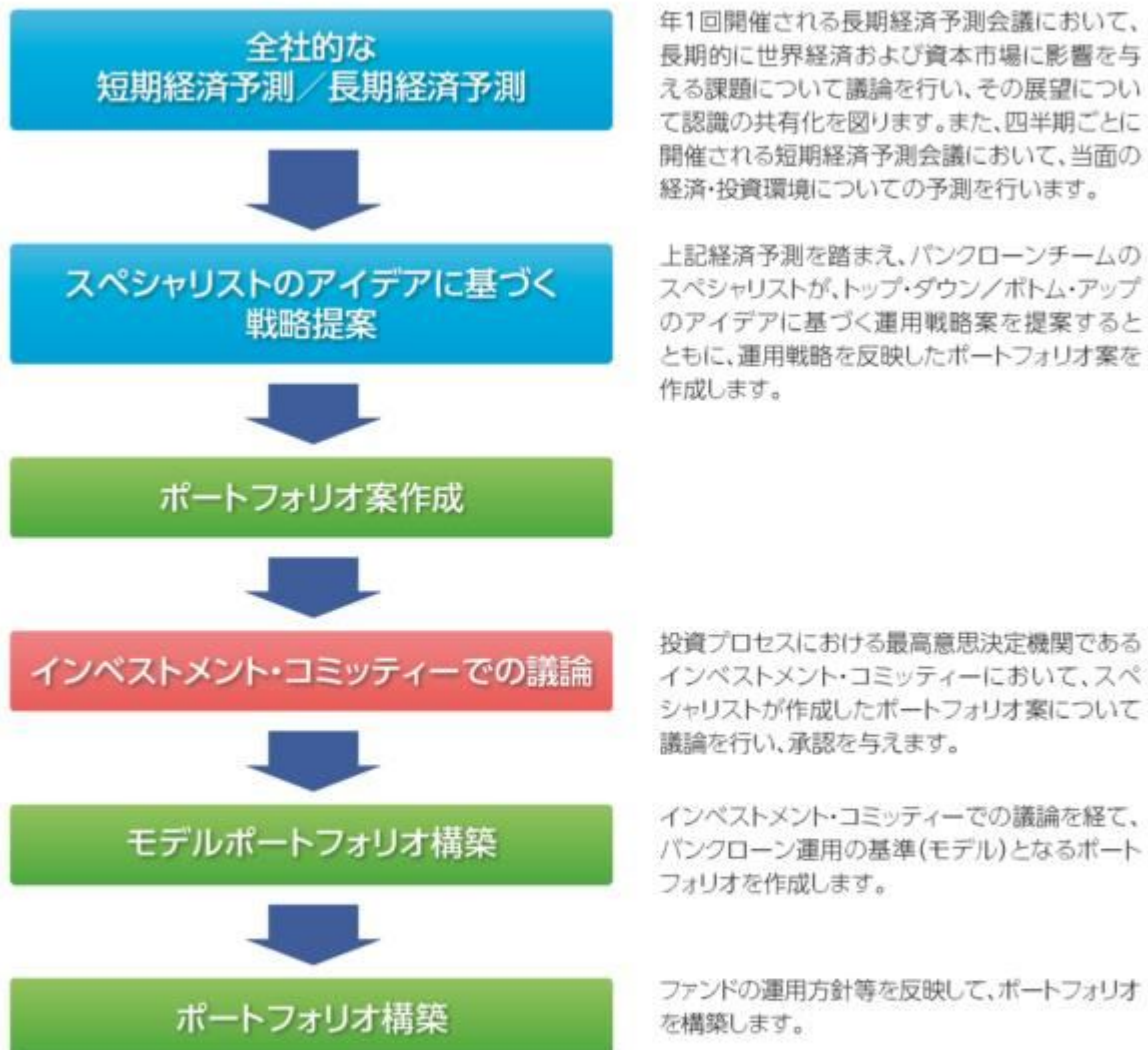 全社的な
短期経済予測／長期経済予測
年1回開催される長期経済予測会議において、
長期的に世界経済および資本市場に影響を与
える課題について議論を行い、その展望につい
て認識の共有化を図ります。また、四半期ごとに
開催される短期経済予測会議において、当面の
経済・投資環境についての予測を行います。
スペシャリストのアイデアに基づく
戦略提案
上記経済予測を踏まえ、バンクローンチームの
スペシャリストが、トップ・ダウン／ボトム・アップ
のアイデアに基づく運用戦略案を提案すると
ともに、運用戦略を反映したポートフォリオ案を
作成します。
ポートフォリオ案作成
インベストメント・コミッティーでの議論
投資プロセスにおける最高意思決定機関である
インベストメント・コミッティーにおいて、スペ
シャリストが作成したポートフォリオ案について
議論を行い、承認を与えます。
モデルポートフォリオ構築
インベストメント・コミッティーでの議論を経て、
バンクローン運用の基準(モデル)となるポート
フォリオを作成します。
ポートフォリオ構築
ファンドの運用方針等を反映して、ポートフォリオ
を構築します。